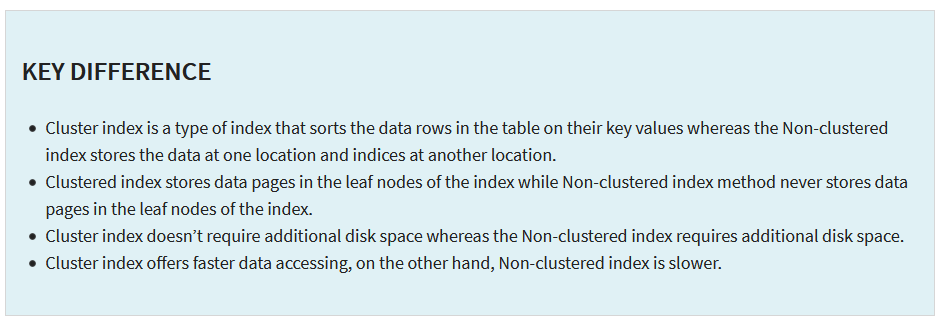 KEY DIFFERENCE
• Cluster index is a type of index that sorts the data rows in the table on their key values whereas the Non-clustered
index stores the data at one location and indices at another location.
• Clustered index stores data pages in the leaf nodes of the index while Non-clustered index method never stores data
pages in the leaf nodes of the index.
• Cluster index doesn’t require additional disk space whereas the Non-clustered index requires additional disk space.
• Cluster index offers faster data accessing, on the other hand, Non-clustered index is slower.